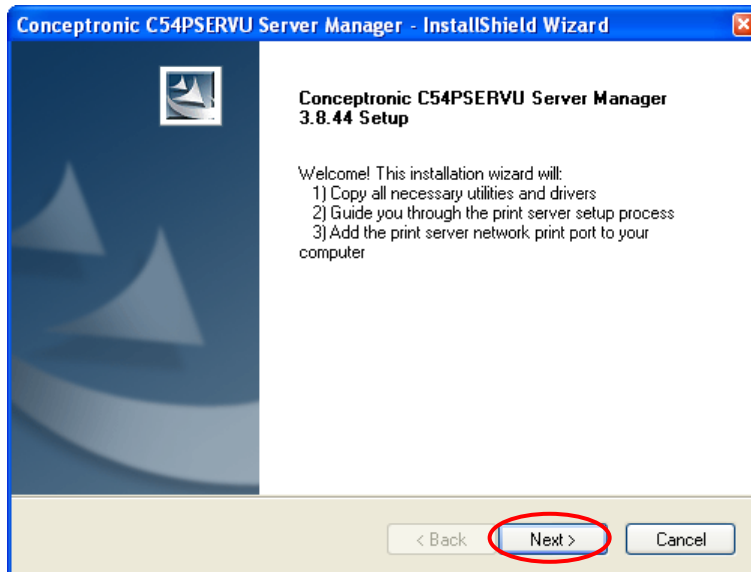 Conceptronic C54PSERVU Server Manager - InstallShield Wizard
Conceptronic C54PSERVU Server Manager
3.8.44 Setup
Welcome! This installation wizard will:
1) Copy all necessary utilities and drivers
2) Guide you through the print server setup process
3) Add the print server network print port to your
computer
< Back
Next >
Cancel